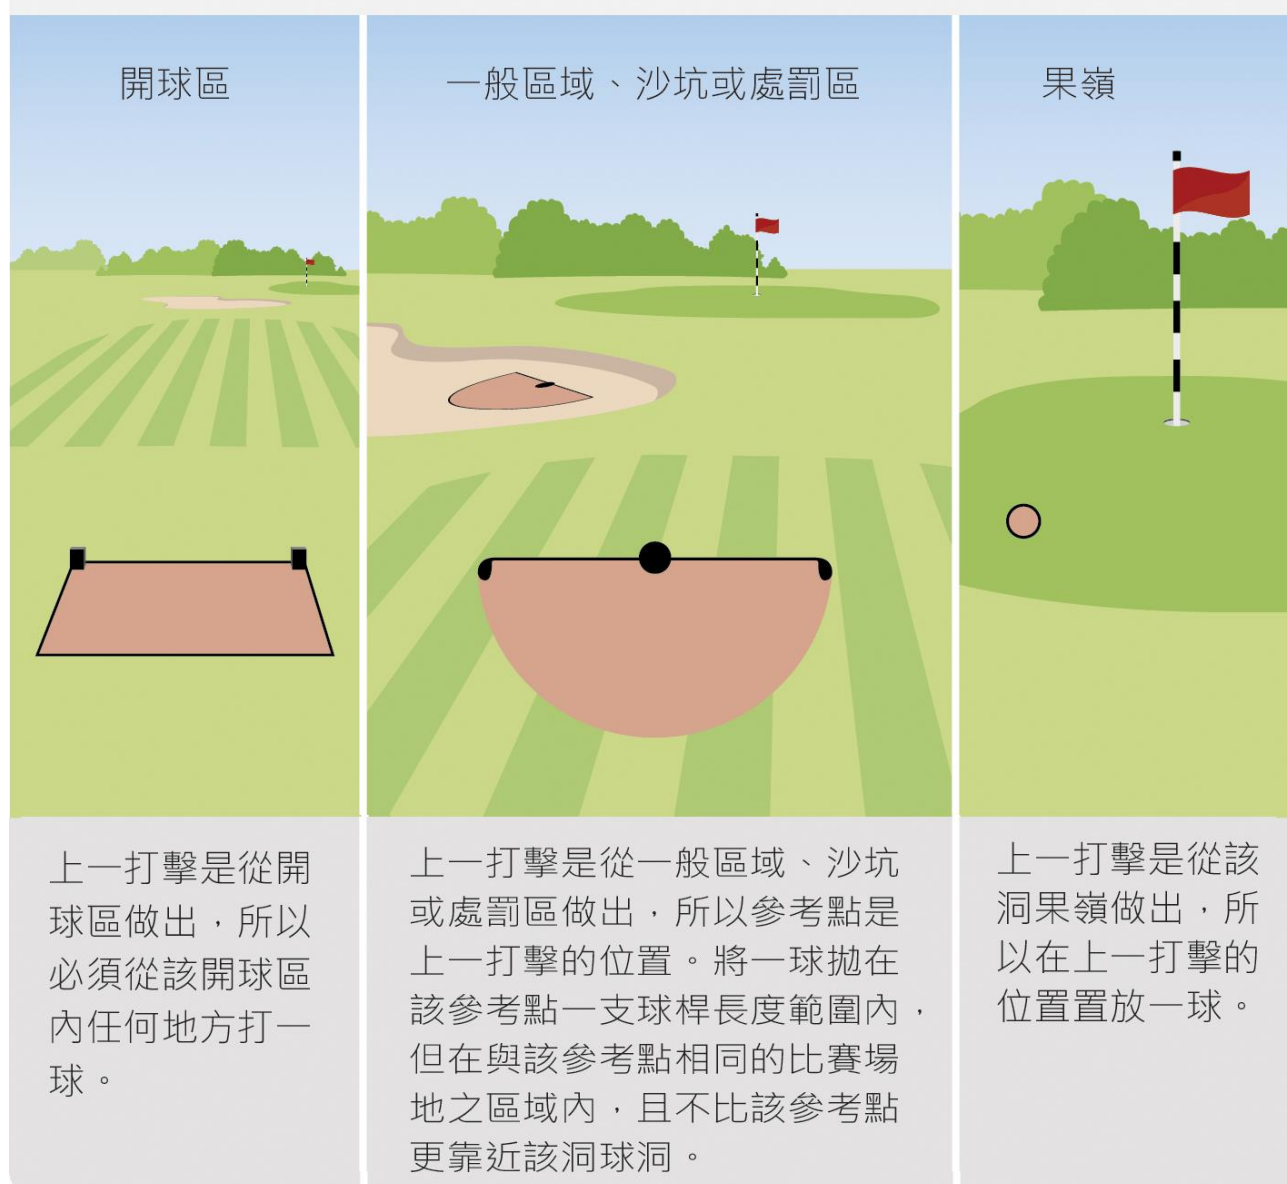 開球區
一般區域、沙坑或處罰區
果嶺
上一打擊是從開
球區做出，所以
必須從該開球區
內任何地方打一
球。
上一打擊是從一般區域、沙坑
或處罰區做出，所以參考點是
上一打擊的位置。將一球拋在
該參考點一支球桿長度範圍內，
但在與該參考點相同的比賽場
地之區域內，且不比該參考點
更靠近該洞球洞。
上一打擊是從該
洞果嶺做出，所
以在上一打擊的
位置置放一球。